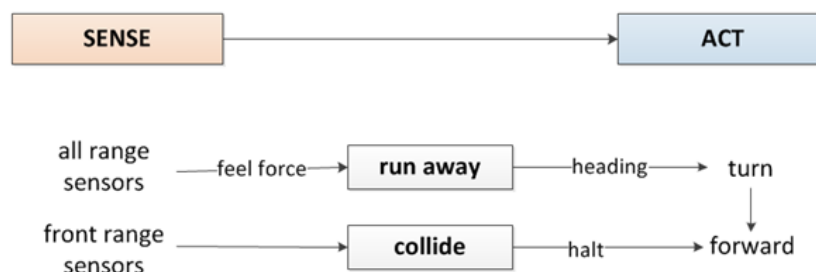 SENSE
ACT
all range
sensors
feel force
run away
heading
turn
front range
sensors
collide
halt
forward